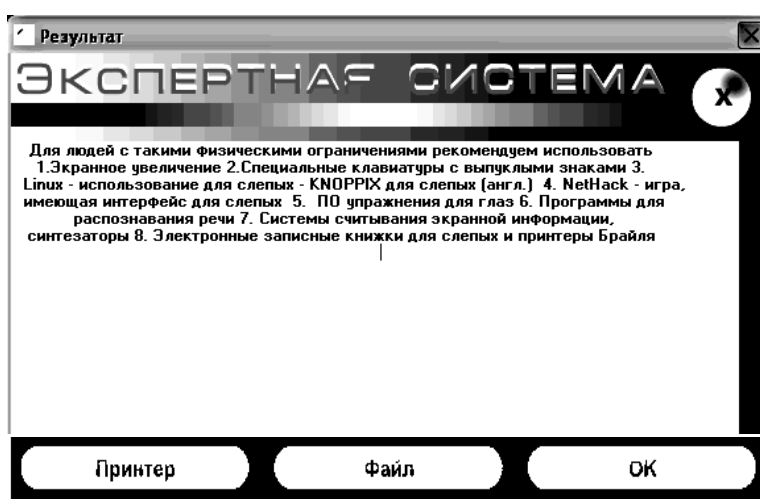 Результат
ЭКСПЕРТНАЯ СИСТЕМА
X
Для людей с такими физическими ограничениями рекомендуем использовать
1.Экранное увеличение 2.Специальные клавиатуры с выпуклыми знаками 3.
Linux - использование для слепых - KNOPPIX для слепых (англ.) 4. NetHack - игра,
имеющая интерфейс для слепых 5. ПО упражнения для глаз 6. Программы для
распознавания речи 7. Системы считывания экранной информации,
синтезаторы 8. Электронные записные книжки для слепых и принтеры Брайля
Принтер
Файл
ОК